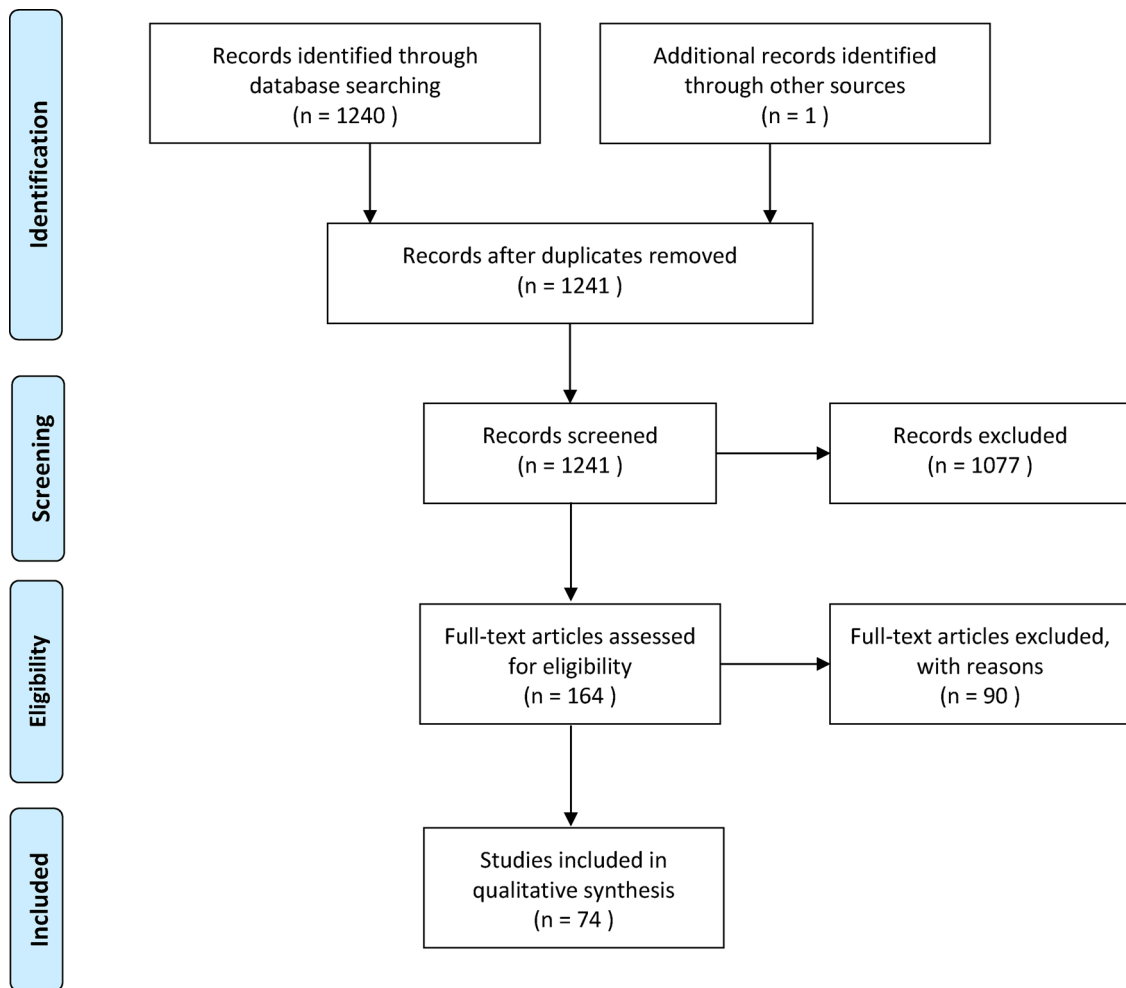 Identification
Records identified through
database searching
(n = 1240 )
Additional records identified
through other sources
(n = 1 )
Records after duplicates removed
(n = 1241 )
Screening
Records screened
(n = 1241 )
Records excluded
(n = 1077 )
Eligibility
Full-text articles assessed
for eligibility
(n = 164 )
Full-text articles excluded,
with reasons
(n = 90 )
Included
Studies included in
qualitative synthesis
(n = 74 )